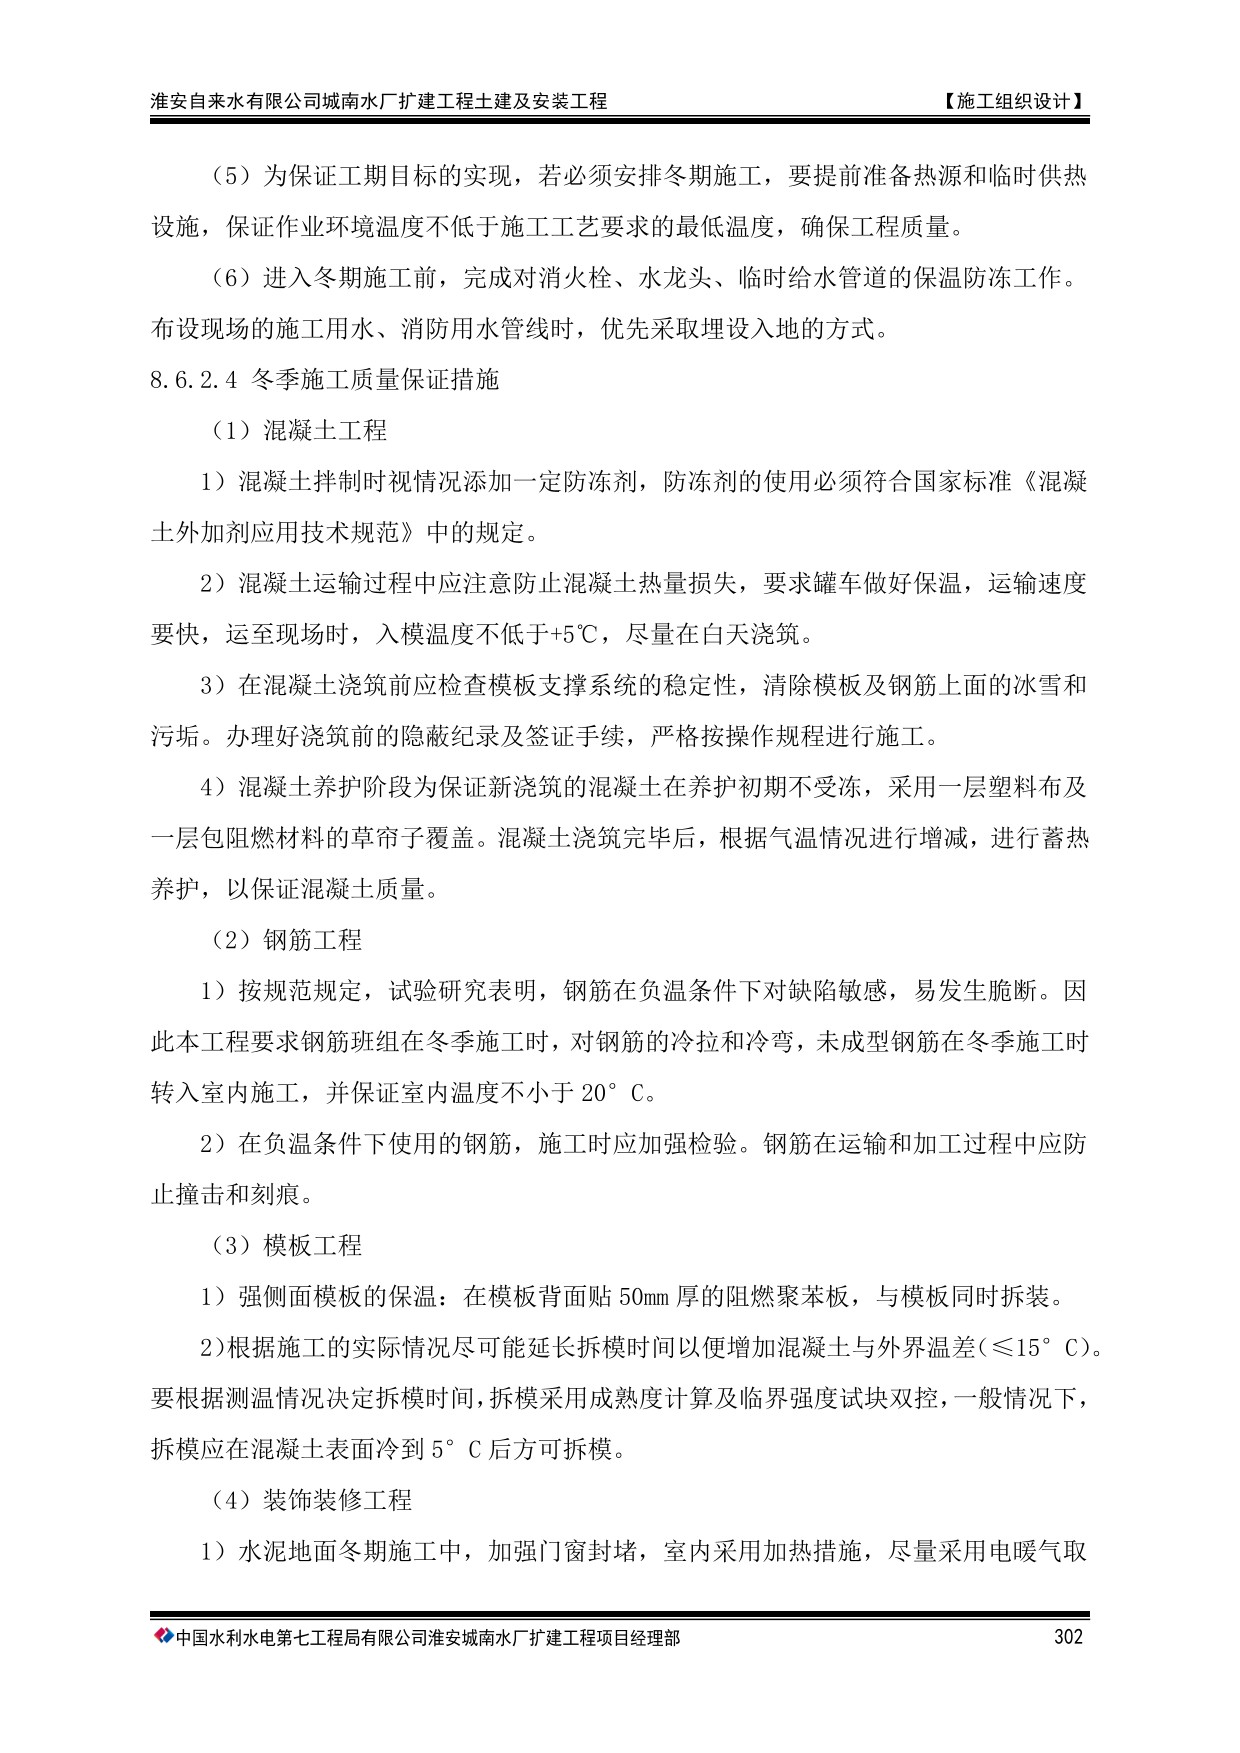 淮安自来水有限公司城南水厂扩建工程土建及安装工程 【施工组织设计】
（5）为保证工期目标的实现，若必须安排冬期施工，要提前准备热源和临时供热
设施，保证作业环境温度不低于施工工艺要求的最低温度，确保工程质量。
（6）进入冬期施工前，完成对消火栓、水龙头、临时给水管道的保温防冻工作。
布设现场的施工用水、消防用水管线时，优先采取埋设入地的方式。
8.6.2.4 冬季施工质量保证措施
（1）混凝土工程
1）混凝土拌制时视情况添加一定防冻剂，防冻剂的使用必须符合国家标准《混凝
土外加剂应用技术规范》中的规定。
2）混凝土运输过程中应注意防止混凝土热量损失，要求罐车做好保温，运输速度
要快，运至现场时，入模温度不低于+5℃，尽量在白天浇筑。
3）在混凝土浇筑前应检查模板支撑系统的稳定性，清除模板及钢筋上面的冰雪和
污垢。办理好浇筑前的隐蔽纪录及签证手续，严格按操作规程进行施工。
4）混凝土养护阶段为保证新浇筑的混凝土在养护初期不受冻，采用一层塑料布及
一层包阻燃材料的草帘子覆盖。混凝土浇筑完毕后，根据气温情况进行增减，进行蓄热
养护，以保证混凝土质量。
（2）钢筋工程
1）按规范规定，试验研究表明，钢筋在负温条件下对缺陷敏感，易发生脆断。因
此本工程要求钢筋班组在冬季施工时，对钢筋的冷拉和冷弯，未成型钢筋在冬季施工时
转入室内施工，并保证室内温度不小于 20°C。
2）在负温条件下使用的钢筋，施工时应加强检验。钢筋在运输和加工过程中应防
止撞击和刻痕。
（3）模板工程
1）强侧面模板的保温：在模板背面贴 50mm 厚的阻燃聚苯板，与模板同时拆装。
2)根据施工的实际情况尽可能延长拆模时间以便增加混凝土与外界温差(≤15°C)。
要根据测温情况决定拆模时间,拆模采用成熟度计算及临界强度试块双控,一般情况下，
拆模应在混凝土表面冷到 5°C 后方可拆模。
（4）装饰装修工程
1）水泥地面冬期施工中，加强门窗封堵，室内采用加热措施，尽量采用电暖气取
中国水利水电第七工程局有限公司淮安城南水厂扩建工程项目经理部 302